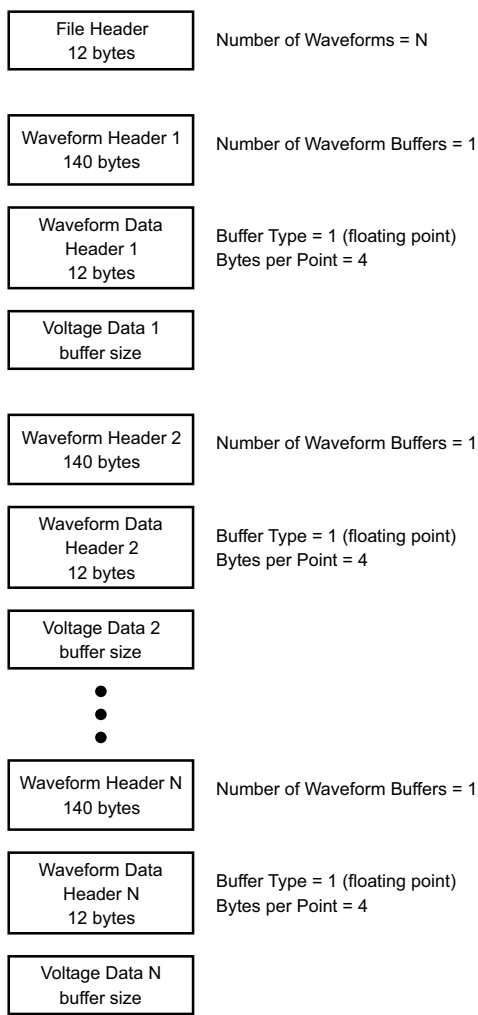 File Header
12 bytes
Number of Waveforms = N
Waveform Header 1
140 bytes
Number of Waveform Buffers = 1
Waveform Data
Header 1
12 bytes
Buffer Type = 1 (floating point)
Bytes per Point = 4
Voltage Data 1
buffer size
Waveform Header 2
140 bytes
Number of Waveform Buffers = 1
Waveform Data
Header 2
12 bytes
Buffer Type = 1 (floating point)
Bytes per Point = 4
Voltage Data 2
buffer size
Waveform Header N
140 bytes
Number of Waveform Buffers = 1
Waveform Data
Header N
12 bytes
Buffer Type = 1 (floating point)
Bytes per Point = 4
Voltage Data N
buffer size